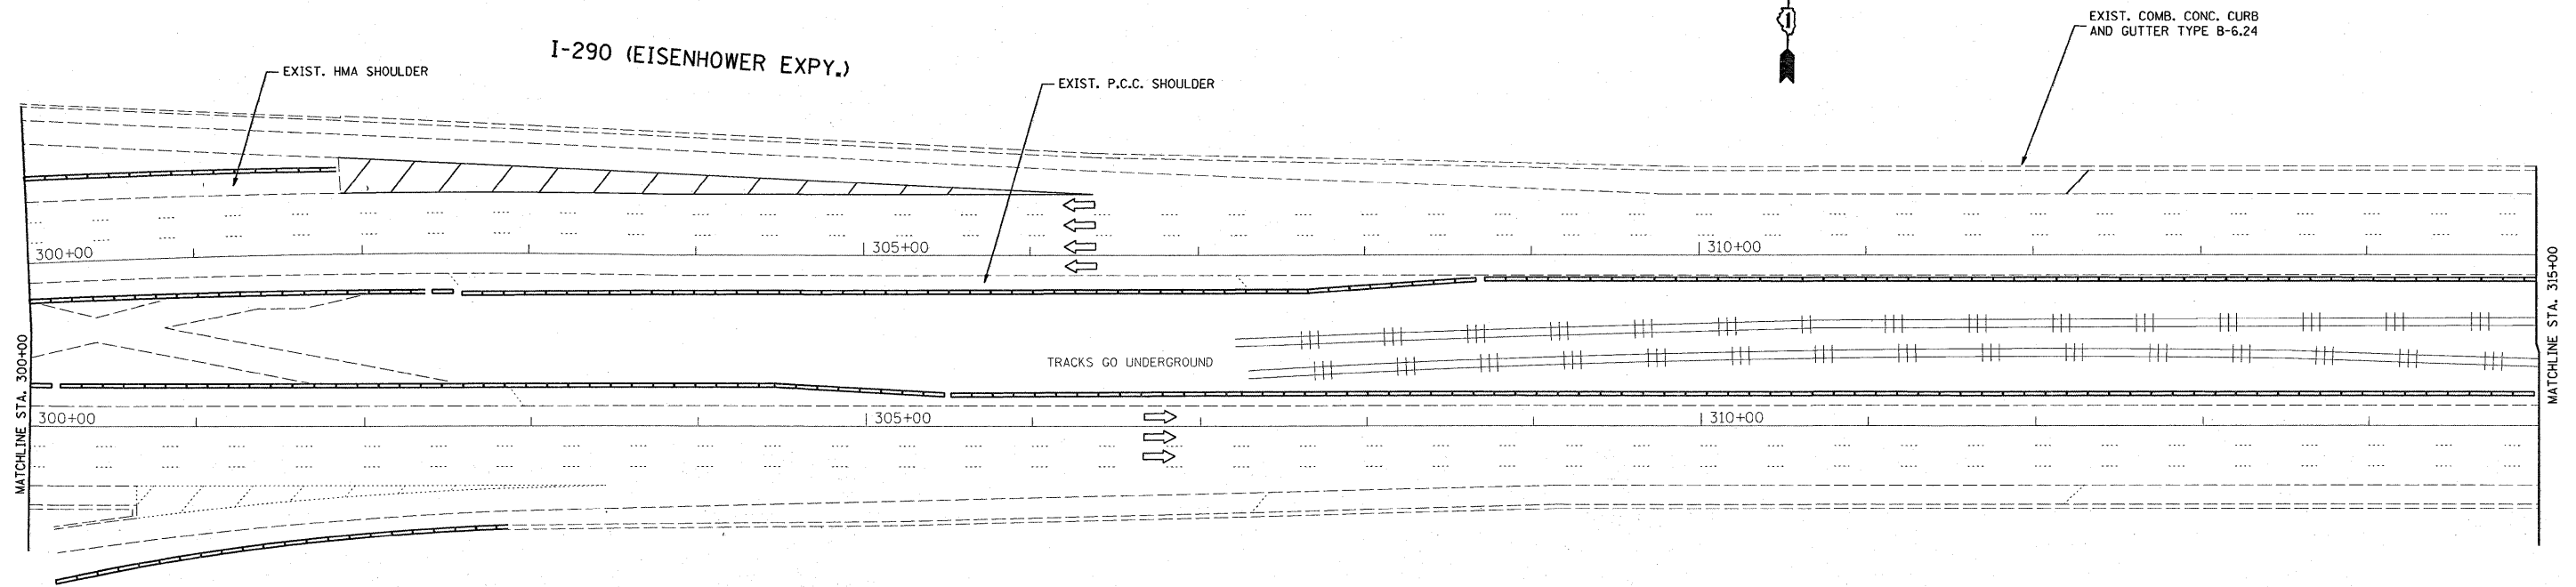 I-290 (EISENHOWER EXPY.)
EXIST. HMA SHOULDER
EXIST. P.C.C. SHOULDER
1
EXIST. COMB. CONC. CURB
AND GUTTER TYPE B-6.24
300+00
305+00
310+00
TRACKS GO UNDERGROUND
300+00
305+00
310+00
MATCHLINE STA. 300+00
MATCHLINE STA. 315+00